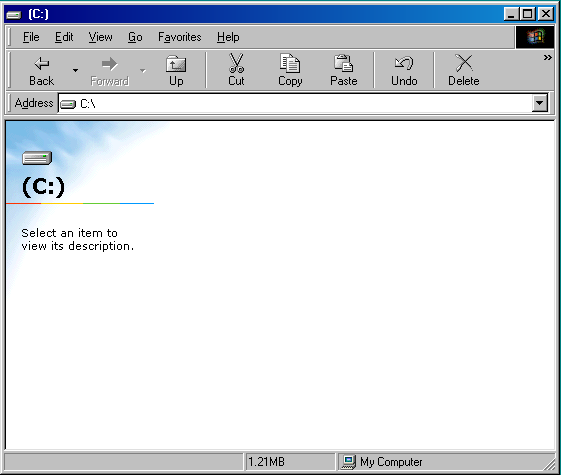 (C:)
File Edit View Go Favorites Help
Back Forward Up Cut Copy Paste Undo Delete »
Address C:\
(C:)
Select an item to
view its description.
1.21MB My Computer